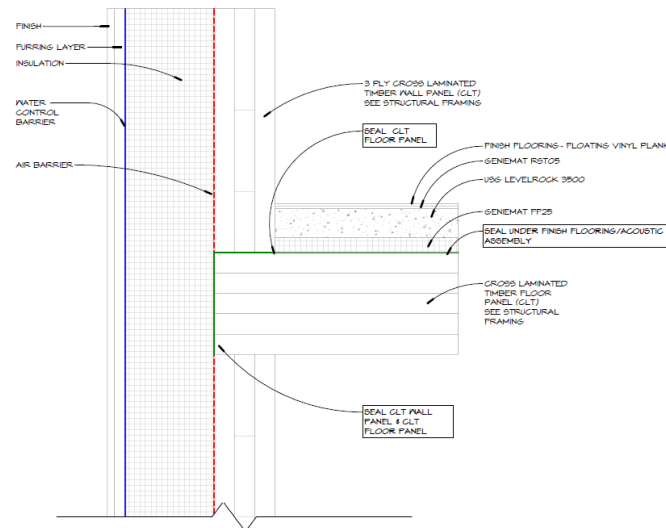 FINISH
FURRING LAYER
INSULATION
WATER
CONTROL
BARRIER
AIR BARRIER
3 PLY CROSS LAMINATED
TIMBER WALL PANEL (CLT)
SEE STRUCTURAL FRAMING
SEAL CLT
FLOOR PANEL
FINISH FLOORING - FLOATING VINYL PLANK
GENIEMAT RST05
USG LEVELROCK 3500
GENIEMAT FF25
SEAL UNDER FINISH FLOORING/ACOUSTIC
ASSEMBLY
CROSS LAMINATED
TIMBER FLOOR
PANEL (CLT)
SEE STRUCTURAL
FRAMING
SEAL CLT WALL
PANEL & CLT
FLOOR PANEL